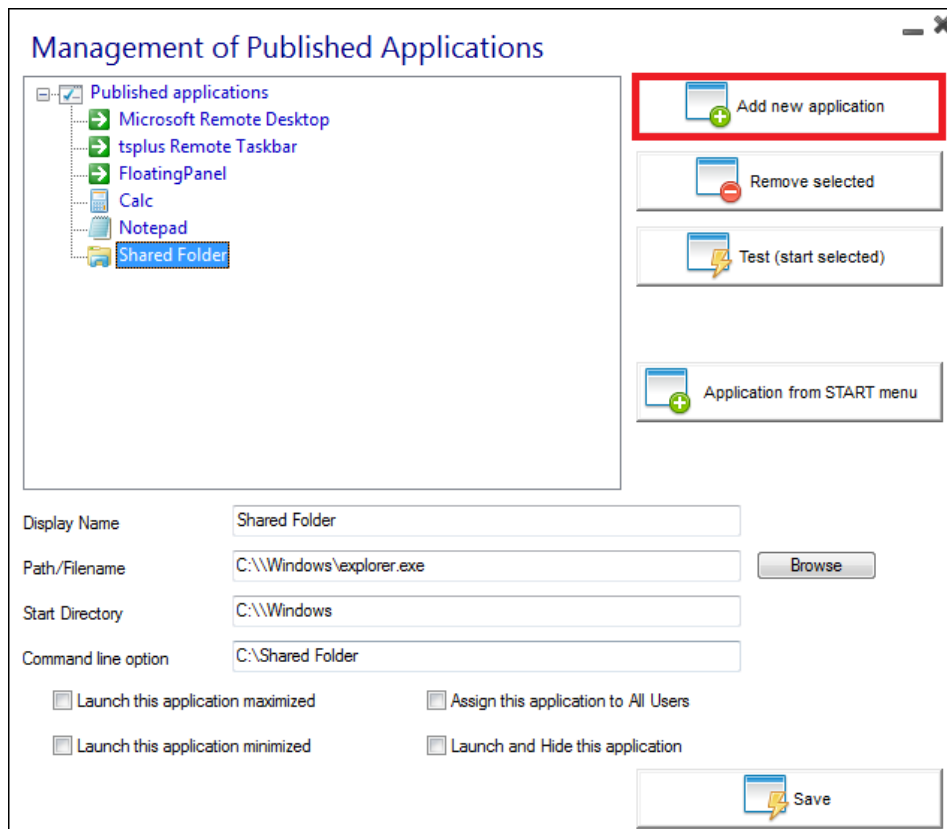 Management of Published Applications
Published applications
Microsoft Remote Desktop
tsplus Remote Taskbar
FloatingPanel
Calc
Notepad
Shared Folder
Add new application
Remove selected
Test (start selected)
Application from START menu
Display Name Shared Folder
Path/Filename C:\\Windows\explorer.exe Browse
Start Directory C:\\Windows
Command line option C:\Shared Folder
Launch this application maximized Assign this application to All Users
Launch this application minimized Launch and Hide this application
Save